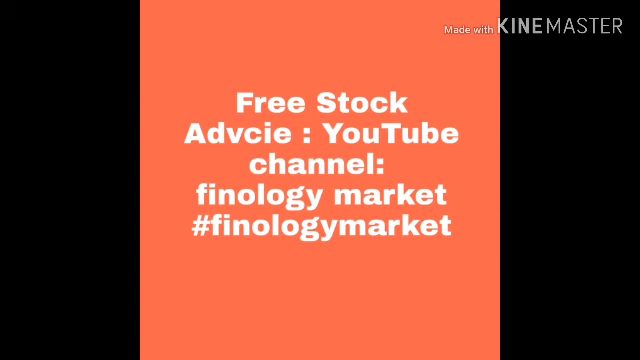 Made with KINEMASTER
Free Stock
Advcie : YouTube
channel:
finology market
#finologymarket